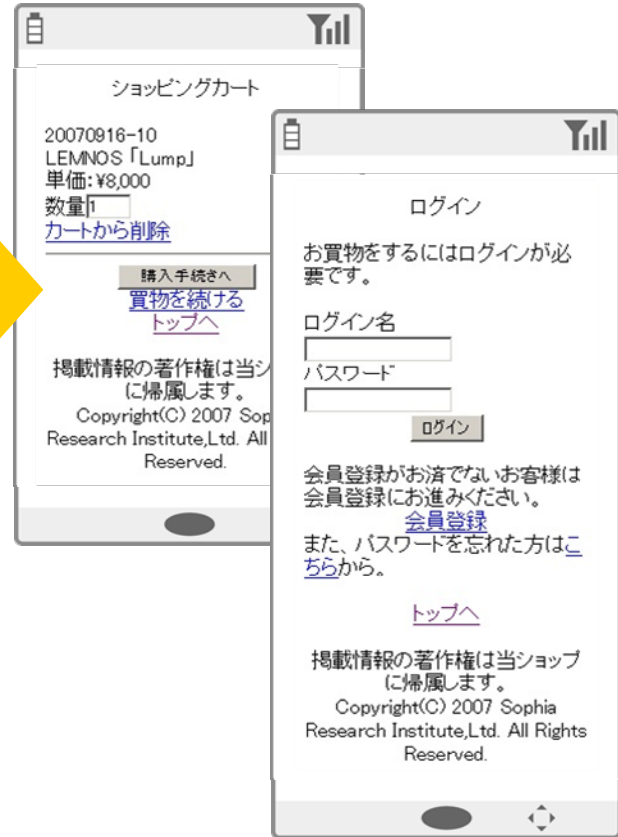 ショッピングカート
20070916-10
LEMNOS「Lump」
単価:¥8,000
数量1
カートから削除
購入手続きへ
買物を続ける
トップへ
掲載情報の著作権は当シ
に帰属します。
Copyright(C) 2007 Sop
Research Institute,Ltd. All
Reserved.
ログイン
お買物をするにはログインが必
要です。
ログイン名
パスワード
ログイン
会員登録がお済でないお客様は
会員登録にお進みください。
会員登録
また、パスワードを忘れた方はこ
ちらから。
トップへ
掲載情報の著作権は当ショップ
に帰属します。
Copyright(C) 2007 Sophia
Research Institute,Ltd. All Rights
Reserved.